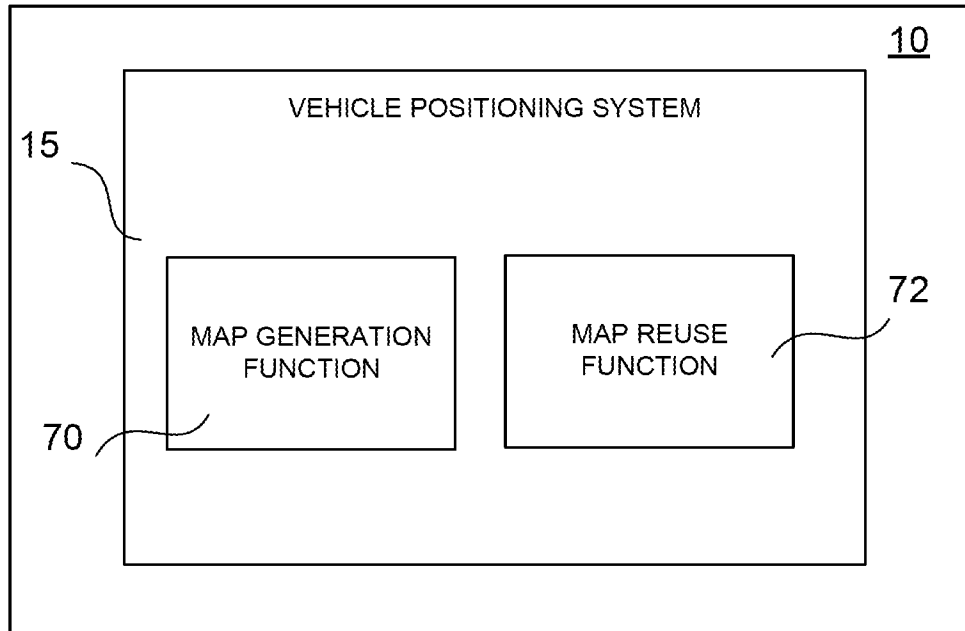 10
VEHICLE POSITIONING SYSTEM
15
MAP GENERATION
FUNCTION
70
MAP REUSE
FUNCTION
72